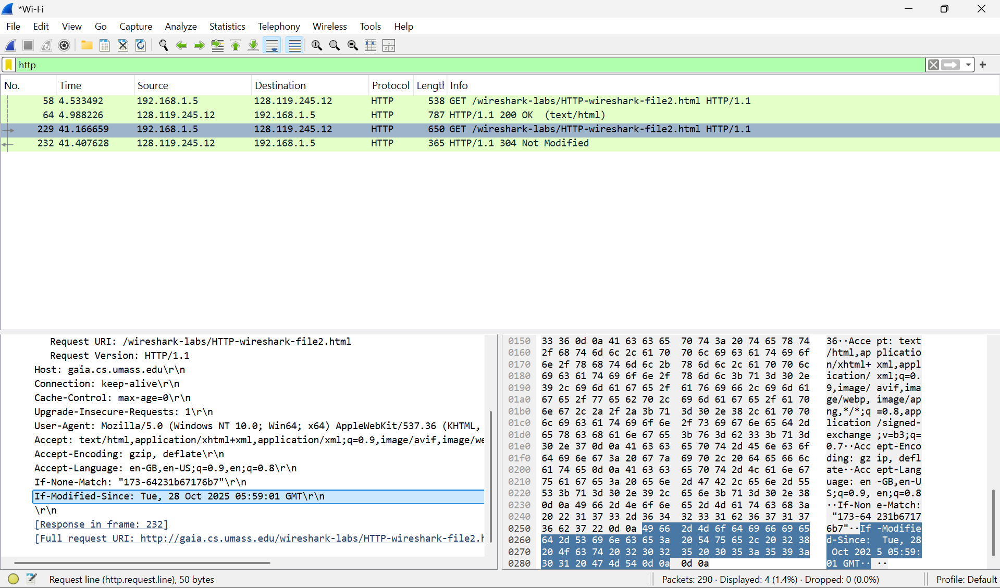 *Wi-Fi
File Edit View Go Capture Analyze Statistics Telephony Wireless Tools Help
http
No. Time Source Destination Protocol Length Info
58 4.533492 192.168.1.5 128.119.245.12 HTTP 538 GET /wireshark-labs/HTTP-wireshark-file2.html HTTP/1.1
64 4.988226 128.119.245.12 192.168.1.5 HTTP 787 HTTP/1.1 200 OK (text/html)
229 41.166659 192.168.1.5 128.119.245.12 HTTP 650 GET /wireshark-labs/HTTP-wireshark-file2.html HTTP/1.1
232 41.407628 128.119.245.12 192.168.1.5 HTTP 365 HTTP/1.1 304 Not Modified
Request URI: /wireshark-labs/HTTP-wireshark-file2.html
Request Version: HTTP/1.1
Host: gaia.cs.umass.edu\r\n
Connection: keep-alive\r\n
Cache-Control: max-age=0\r\n
Upgrade-Insecure-Requests: 1\r\n
User-Agent: Mozilla/5.0 (Windows NT 10.0; Win64; x64) AppleWebKit/537.36 (KHTML,
Accept: text/html,application/xhtml+xml,application/xml;q=0.9,image/avif,image/we
Accept-Encoding: gzip, deflate\r\n
Accept-Language: en-GB,en-US;q=0.9,en;q=0.8\r\n
If-None-Match: "173-64231b67176b7"\r\n
If-Modified-Since: Tue, 28 Oct 2025 05:59:01 GMT\r\n
\r\n
[Response in frame: 232]
[Full request URI: http://gaia.cs.umass.edu/wireshark-labs/HTTP-wireshark-file2.h
0150 33 36 0d 0a 41 63 63 65 70 74 3a 20 74 65 78 74 36··Acce pt: text
0160 2f 68 74 6d 6c 2c 61 70 70 6c 69 63 61 74 69 6f /html,ap plicatio
0170 6e 2f 78 68 74 6d 6c 2b 78 6d 6c 2c 61 70 70 6c n/xhtml+ xml,appl
0180 69 63 61 74 69 6f 6e 2f 78 6d 6c 3b 71 3d 30 2e ication/ xml;q=0.
0190 39 2c 69 6d 61 67 65 2f 61 76 69 66 2c 69 6d 61 9,image/ avif,ima
01a0 67 65 2f 77 65 62 70 2c 69 6d 61 67 65 2f 61 70 ge/webp, image/ap
01b0 6e 67 2c 2a 2f 2a 3b 71 3d 30 2e 38 2c 61 70 70 ng,*/*;q =0.8,app
01c0 6c 69 63 61 74 69 6f 6e 2f 73 69 67 6e 65 64 2d lication /signed-
01d0 65 78 63 68 61 6e 67 65 3b 76 3d 62 33 3b 71 3d exchange ;v=b3;q=
01e0 30 2e 37 0d 0a 41 63 63 65 70 74 2d 45 6e 63 6f 0.7··Acc ept-Enco
01f0 64 69 6e 67 3a 20 67 7a 69 70 2c 20 64 65 66 6c ding: gz ip, defl
0200 61 74 65 0d 0a 41 63 63 65 70 74 2d 4c 61 6e 67 ate··Acc ept-Lang
0210 75 61 67 65 3a 20 65 6e 2d 47 42 2c 65 6e 2d 55 uage: en -GB,en-U
0220 53 3b 71 3d 30 2e 39 2c 65 6e 3b 71 3d 30 2e 38 S;q=0.9, en;q=0.8
0230 0d 0a 49 66 2d 4e 6f 6e 65 2d 4d 61 74 63 68 3a ··If-Non e-Match:
0240 20 22 31 37 33 2d 36 34 32 33 31 62 36 37 31 37 "173-64 231b6717
0250 36 62 37 22 0d 0a 49 66 2d 4d 6f 64 69 66 69 65 6b7"··If -Modifie
0260 64 2d 53 69 6e 63 65 3a 20 54 75 65 2c 20 32 38 d-Since: Tue, 28
0270 20 4f 63 74 20 32 30 32 35 20 30 35 3a 35 39 3a Oct 202 5 05:59:
0280 30 31 20 47 4d 54 0d 0a 0d 0a 01 GMT·· ··
Request line (http.request.line), 50 bytes
Packets: 290 · Displayed: 4 (1.4%) · Dropped: 0 (0.0%)
Profile: Default